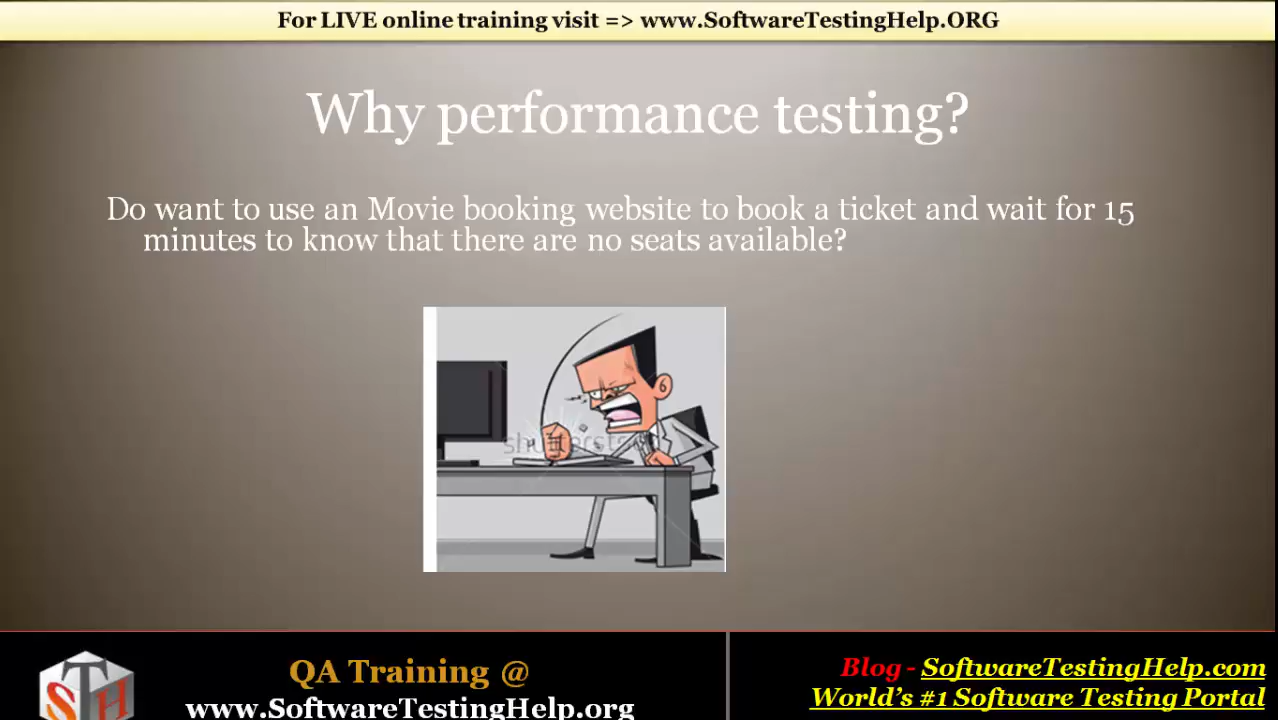 For LIVE online training visit => www.SoftwareTestingHelp.ORG
Why performance testing?
Do want to use an Movie booking website to book a ticket and wait for 15
minutes to know that there are no seats available?
shutterstock
STH
QA Training @
www.SoftwareTestingHelp.org
Blog - SoftwareTestingHelp.com
World's #1 Software Testing Portal